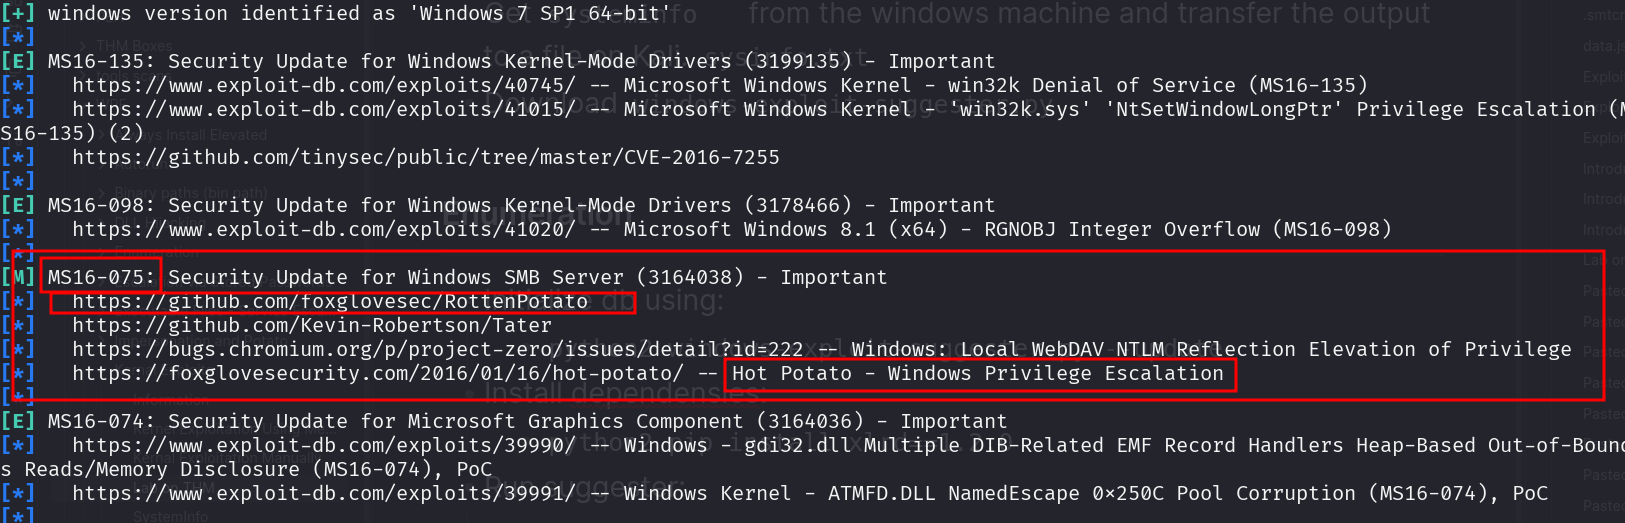 [+] windows version identified as 'Windows 7 SP1 64-bit'
[*]
[E] MS16-135: Security Update for Windows Kernel-Mode Drivers (3199135) - Important
[*]   https://www.exploit-db.com/exploits/40745/ -- Microsoft Windows Kernel - win32k Denial of Service (MS16-135)
[*]   https://www.exploit-db.com/exploits/41015/ -- Microsoft Windows Kernel - 'win32k.sys' 'NtSetWindowLongPtr' Privilege Escalation (M
S16-135) (2)
[*]   https://github.com/tinysec/public/tree/master/CVE-2016-7255
[*]
[E] MS16-098: Security Update for Windows Kernel-Mode Drivers (3178466) - Important
[*]   https://www.exploit-db.com/exploits/41020/ -- Microsoft Windows 8.1 (x64) - RGNOBJ Integer Overflow (MS16-098)
[*]
[M] MS16-075: Security Update for Windows SMB Server (3164038) - Important
[*]   https://github.com/foxglovesec/RottenPotato
[*]   https://github.com/Kevin-Robertson/Tater
[*]   https://bugs.chromium.org/p/project-zero/issues/detail?id=222 -- Windows: Local WebDAV NTLM Reflection Elevation of Privilege
[*]   https://foxglovesecurity.com/2016/01/16/hot-potato/ -- Hot Potato - Windows Privilege Escalation
[*]
[E] MS16-074: Security Update for Microsoft Graphics Component (3164036) - Important
[*]   https://www.exploit-db.com/exploits/39990/ -- Windows - gdi32.dll Multiple DIB-Related EMF Record Handlers Heap-Based Out-of-Bound
s Reads/Memory Disclosure (MS16-074), PoC
[*]   https://www.exploit-db.com/exploits/39991/ -- Windows Kernel - ATMFD.DLL NamedEscape 0×250C Pool Corruption (MS16-074), PoC
[*]